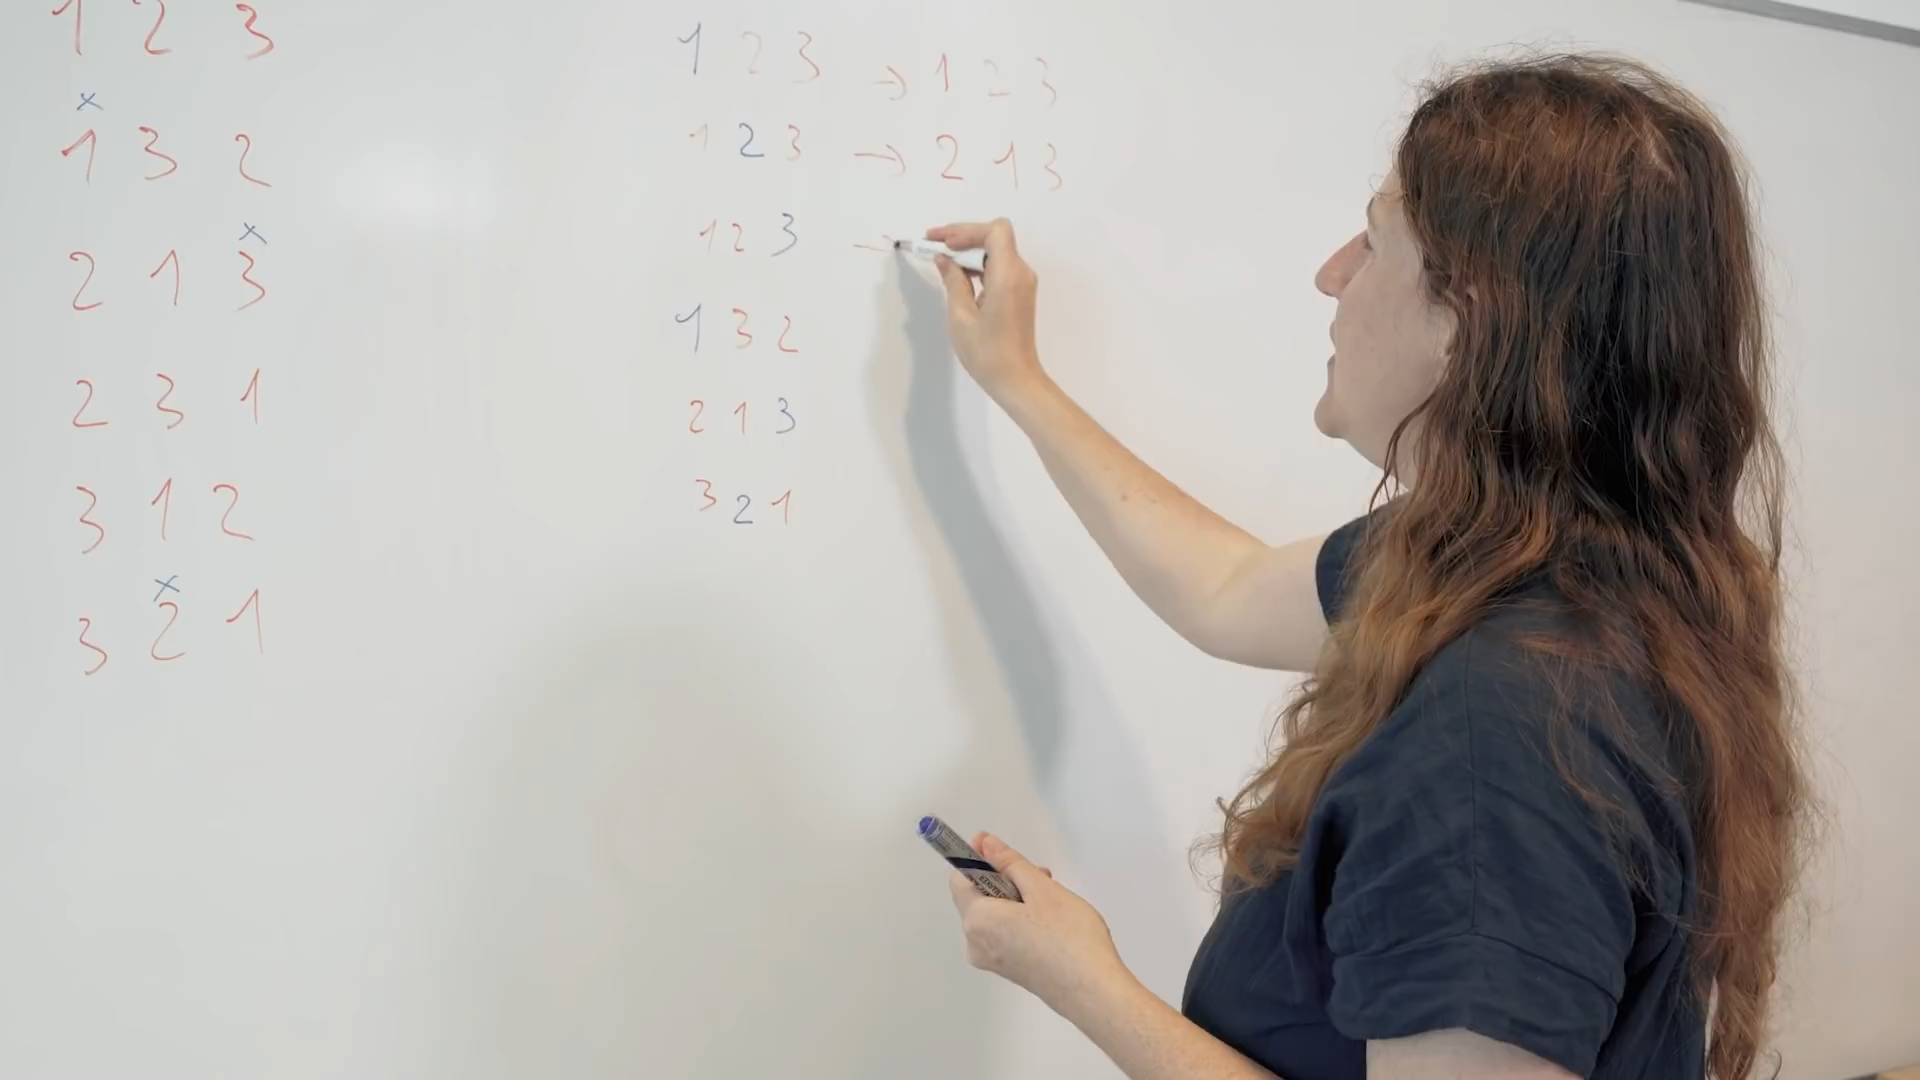 1 2 3
x
1 3 2
x
2 1 3
2 3 1
3 1 2
x
3 2 1
1 2 3 → 1 2 3
1 2 3 → 2 1 3
1 2 3 →
1 3 2
2 1 3
3 2 1